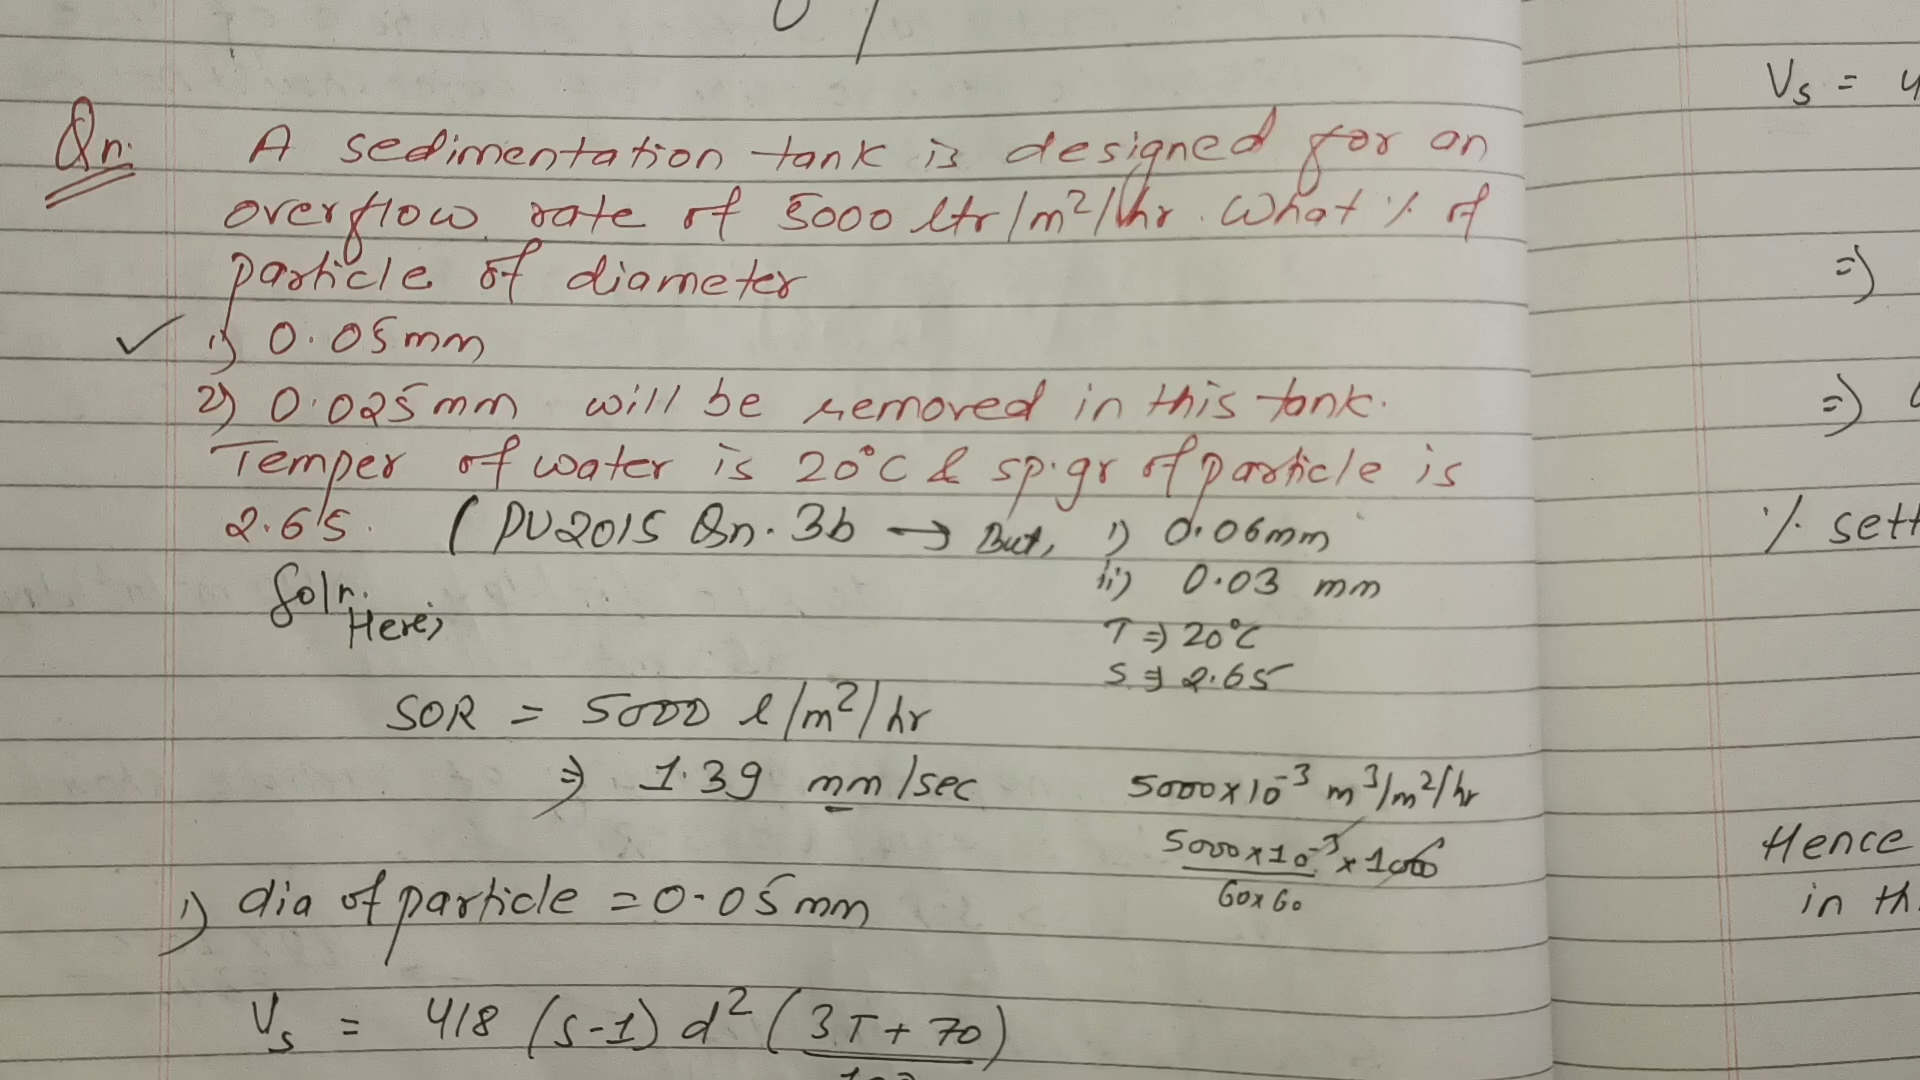 Qn. A sedimentation tank is designed for an
overflow rate of 5000 ltr/m²/hr. What % of
particle of diameter
✓ i) 0.05mm
2) 0.025mm will be removed in this tank.
Temper of water is 20°C & sp.gr of particle is
2.65. (PU2015 Qn. 3b → But, i) 0.06mm
ii) 0.03 mm
T ⇒ 20°C
S ⇒ 2.65
Soln.
Here;
SOR = 5000 l/m²/hr
⇒ 1.39 mm/sec
5000×10⁻³ m³/m²/hr
5000×10⁻³×1000
60×60
i) dia of particle = 0.05mm
Vs = 418 (s-1) d² (3T + 70)
Vs = 4
⇒)
⇒)
% sett
Hence
in th